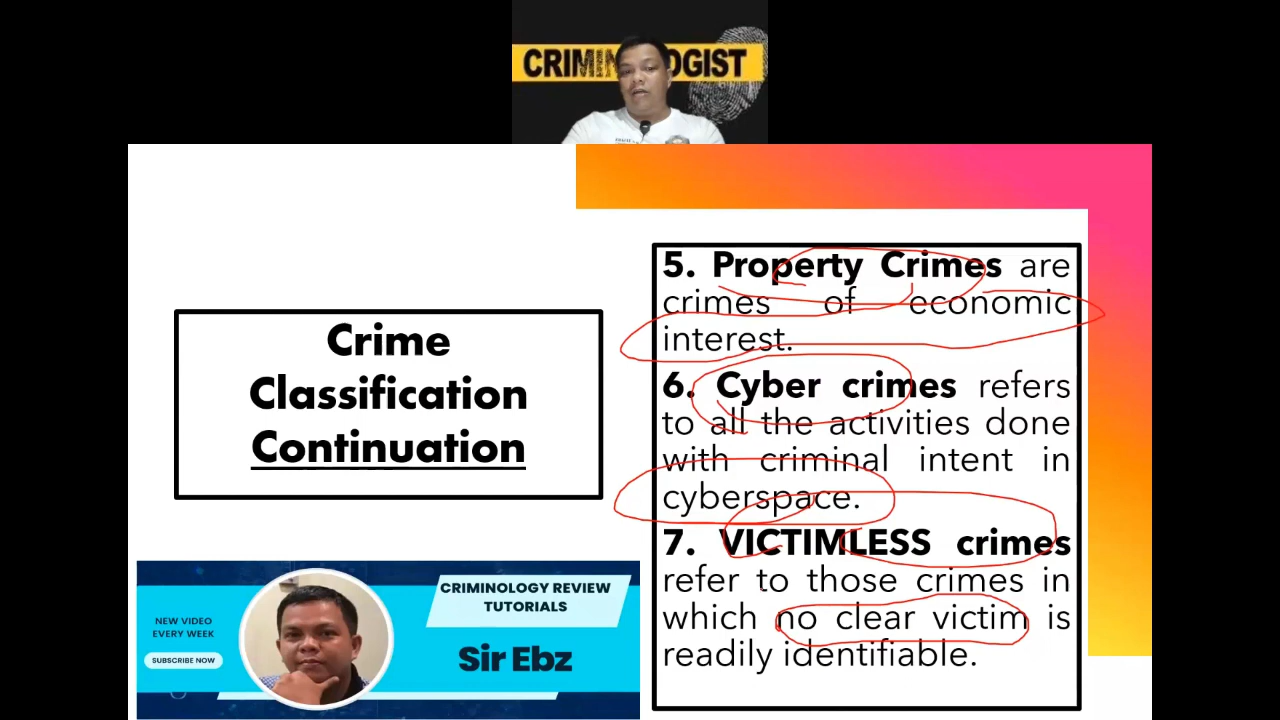 CRIMINOLOGIST
Crime
Classification
Continuation
5. Property Crimes are
crimes of economic
interest.
6. Cyber crimes refers
to all the activities done
with criminal intent in
cyberspace.
7. VICTIMLESS crimes
refer to those crimes in
which no clear victim is
readily identifiable.
NEW VIDEO
EVERY WEEK
SUBSCRIBE NOW
CRIMINOLOGY REVIEW
TUTORIALS
Sir Ebz